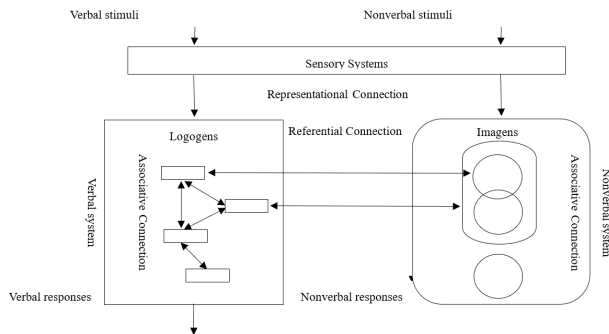 Verbal stimuli
Nonverbal stimuli
Sensory Systems
Representational Connection
Logogens
Referential Connection
Imagens
Verbal system
Associative Connection
Associative Connection
Nonverbal system
Verbal responses
Nonverbal responses